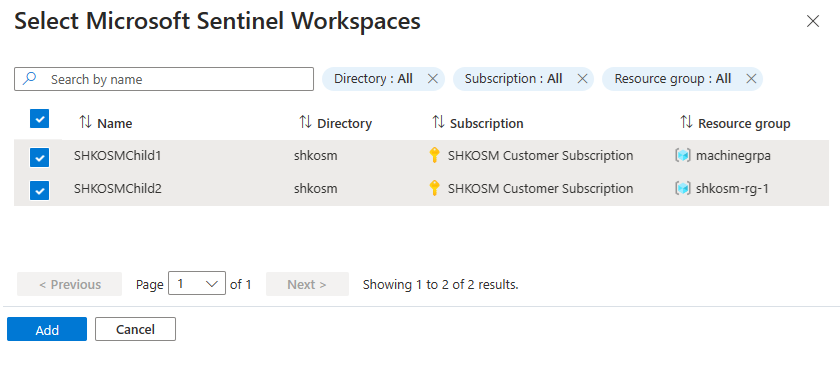 Select Microsoft Sentinel Workspaces
Search by name Directory : All Subscription : All Resource group : All
Name Directory Subscription Resource group
SHKOSMChild1 shkosm SHKOSM Customer Subscription machinegrpa
SHKOSMChild2 shkosm SHKOSM Customer Subscription shkosm-rg-1
< Previous Page 1 of 1 Next > Showing 1 to 2 of 2 results.
Add Cancel